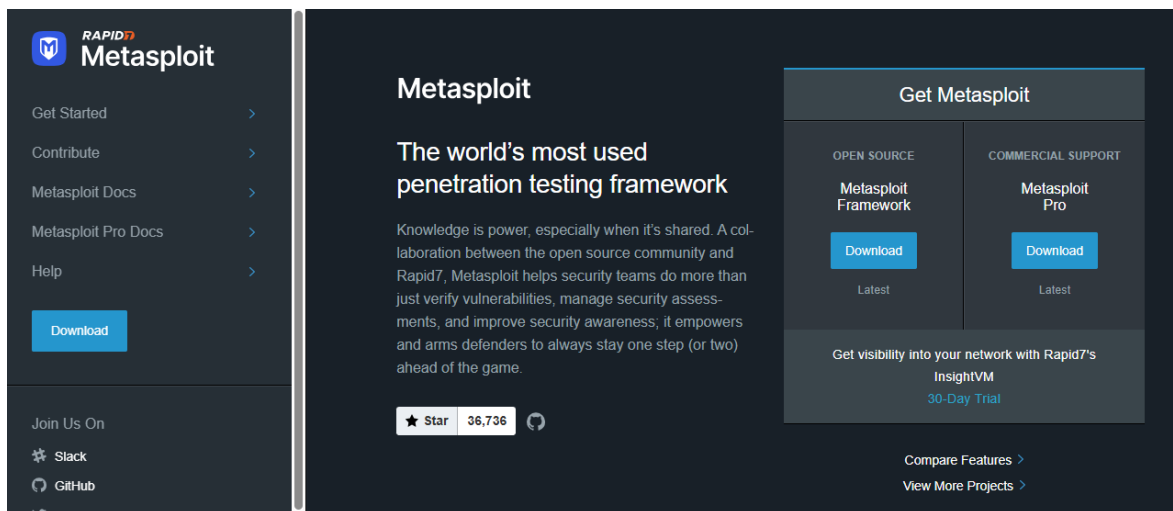 RAPID7
Metasploit
Get Started
Contribute
Metasploit Docs
Metasploit Pro Docs
Help
Download
Join Us On
Slack
GitHub
Metasploit
The world's most used
penetration testing framework
Knowledge is power, especially when it's shared. A col-
laboration between the open source community and
Rapid7, Metasploit helps security teams do more than
just verify vulnerabilities, manage security assess-
ments, and improve security awareness; it empowers
and arms defenders to always stay one step (or two)
ahead of the game.
Star 36,736
Get Metasploit
OPEN SOURCE
Metasploit
Framework
Download
Latest
COMMERCIAL SUPPORT
Metasploit
Pro
Download
Latest
Get visibility into your network with Rapid7's
InsightVM
30-Day Trial
Compare Features
View More Projects